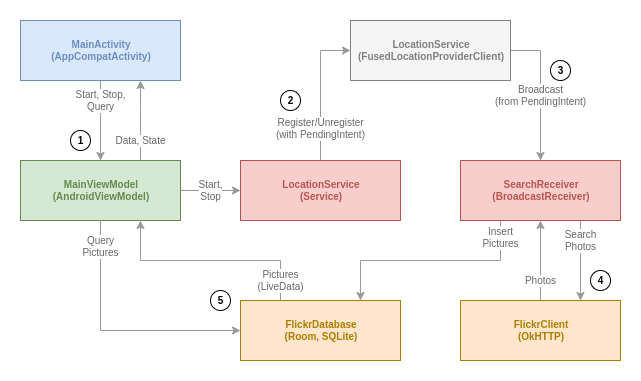 MainActivity
(AppCompatActivity)
LocationService
(FusedLocationProviderClient)
3
Start, Stop,
Query
Broadcast
(from PendingIntent)
2
Register/Unregister
(with PendingIntent)
1
Data, State
MainViewModel
(AndroidViewModel)
Start,
Stop
LocationService
(Service)
SearchReceiver
(BroadcastReceiver)
Query
Pictures
Insert
Pictures
Search
Photos
Pictures
(LiveData)
Photos
4
5
FlickrDatabase
(Room, SQLite)
FlickrClient
(OkHTTP)